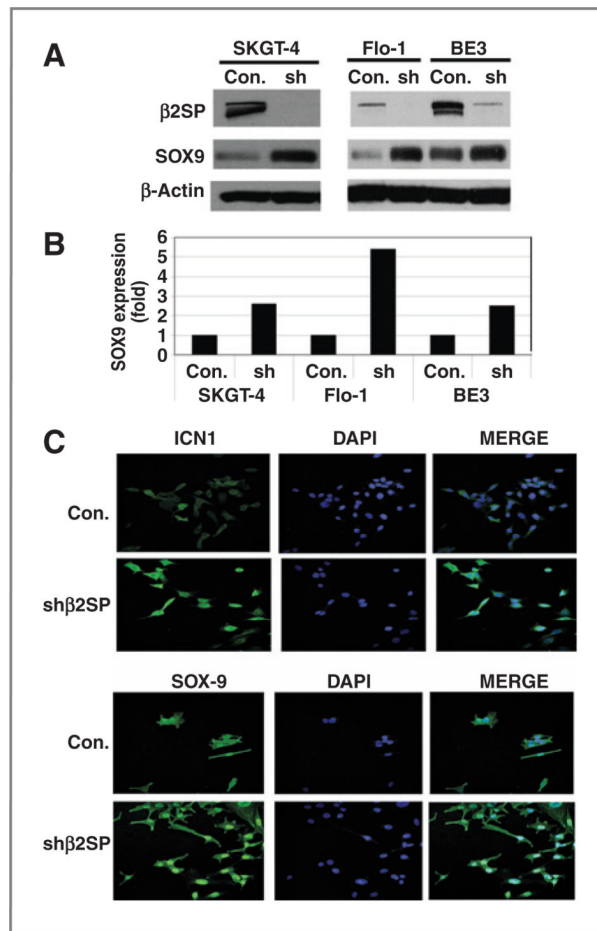 A
SKGT-4 Flo-1 BE3
Con. sh Con. sh Con. sh
β2SP
SOX9
β-Actin
B
SOX9 expression
(fold)
6
5
4
3
2
1
0
Con. sh Con. sh Con. sh
SKGT-4 Flo-1 BE3
C
ICN1 DAPI MERGE
Con.
shβ2SP
SOX-9 DAPI MERGE
Con.
shβ2SP